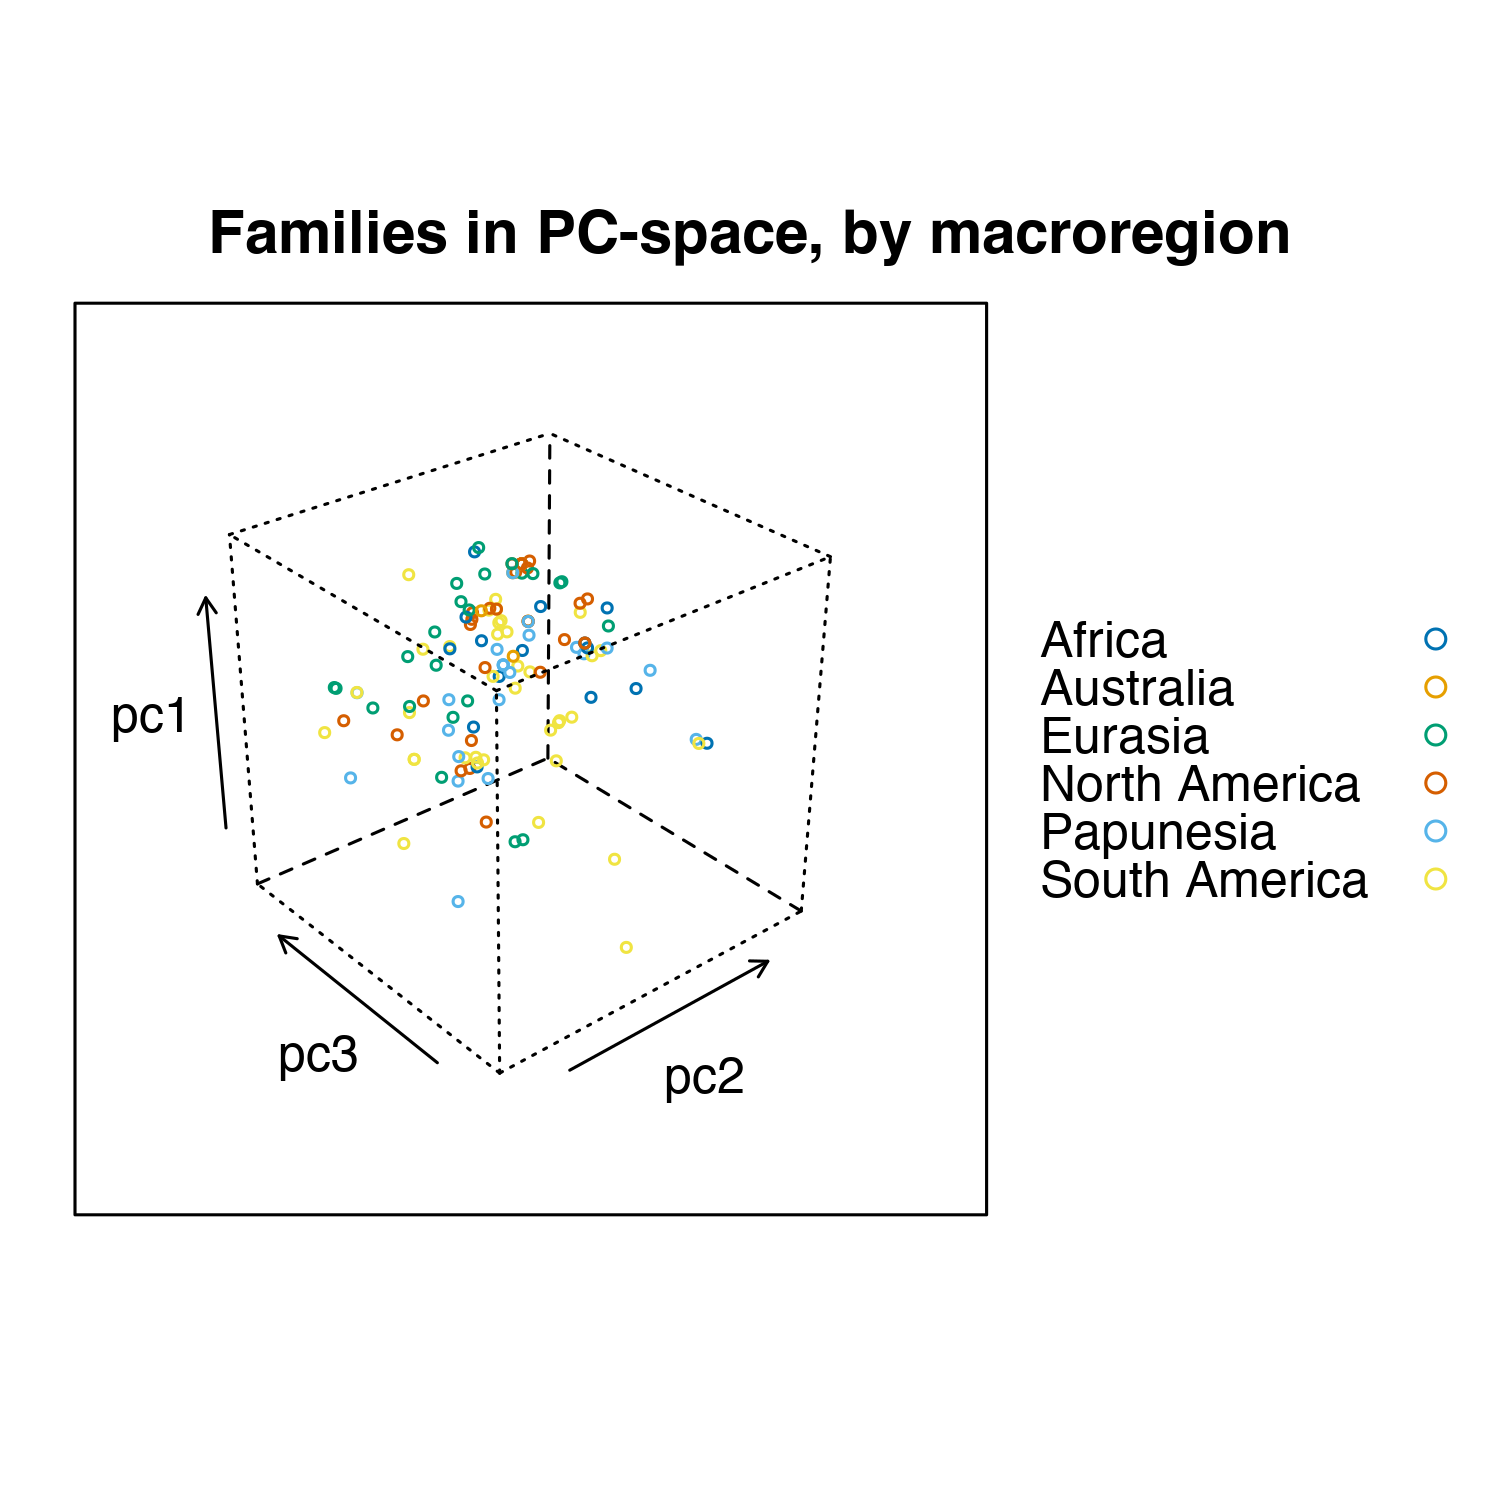 Families in PC-space, by macroregion
pc1
pc3
pc2
Africa
Australia
Eurasia
North America
Papunesia
South America